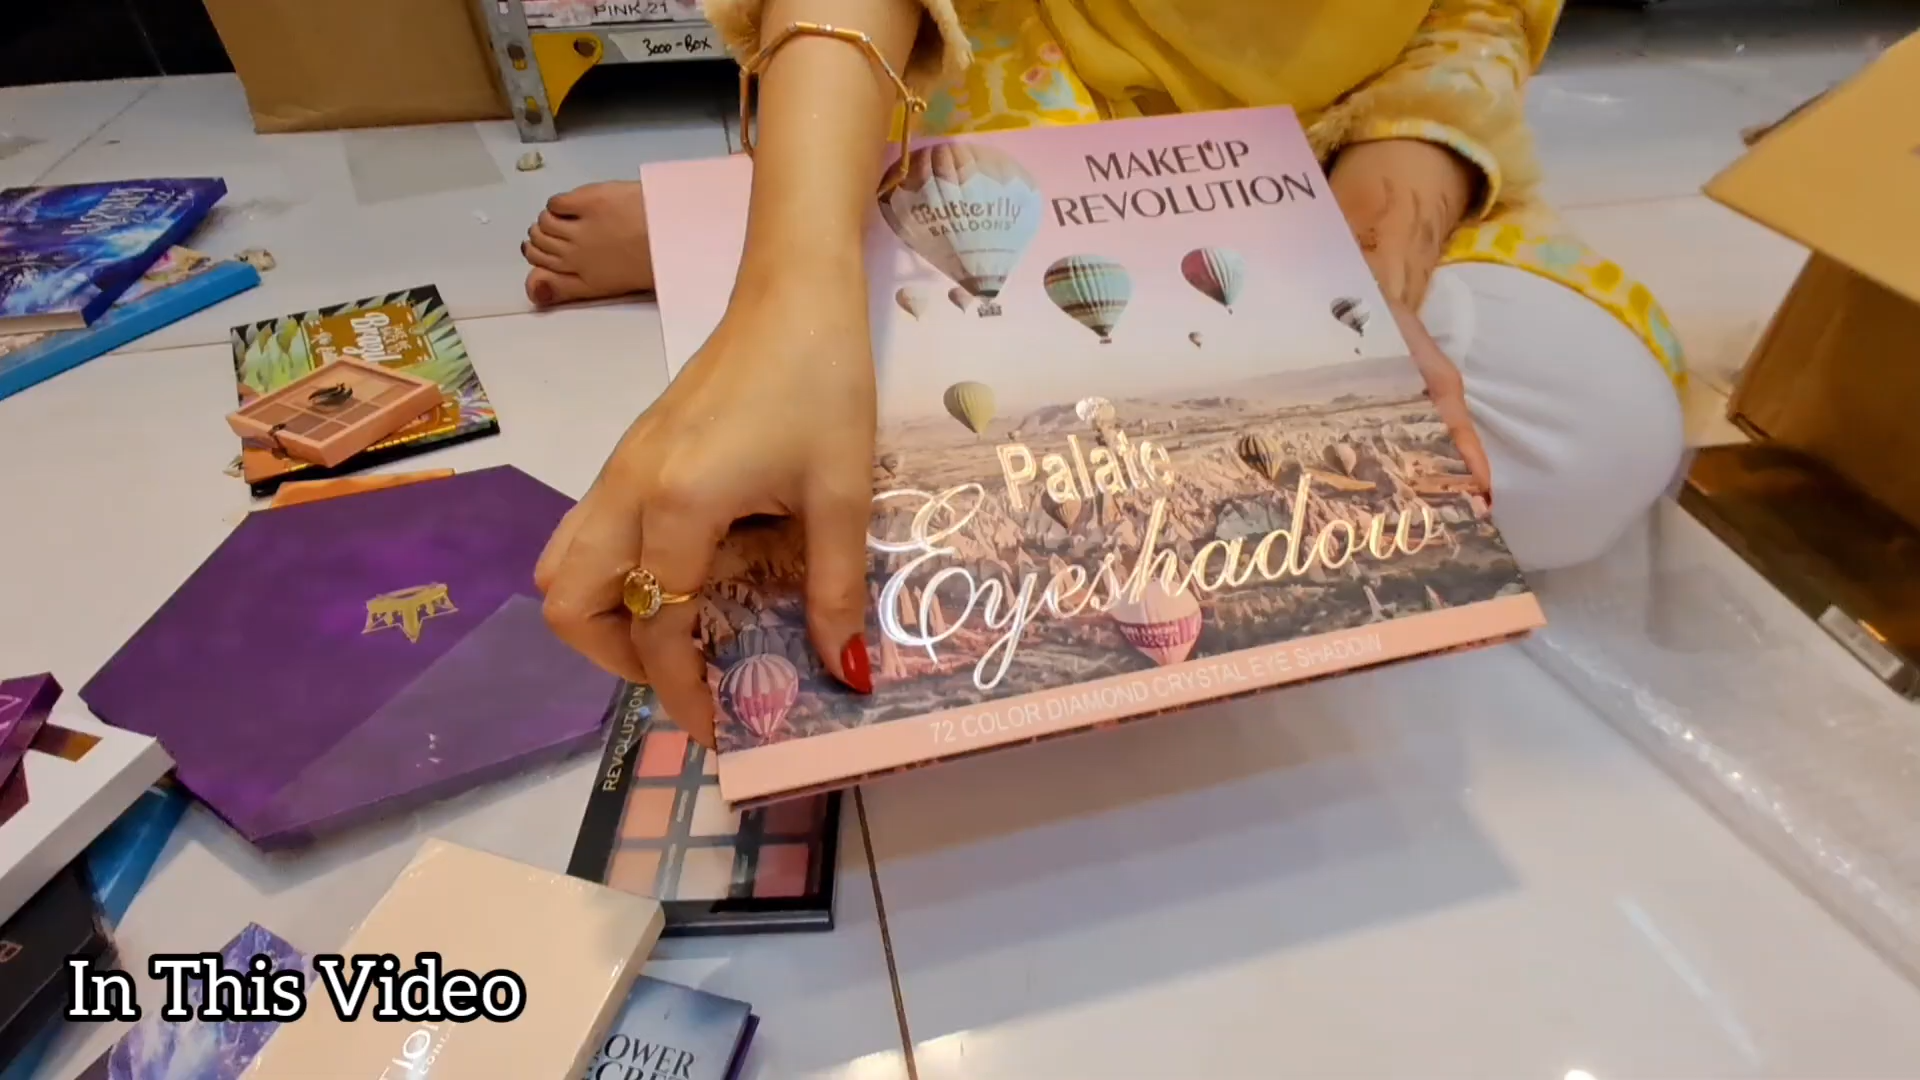 PINK 21
3000-BOX
MAKEUP
REVOLUTION
Butterfly
BALLOONS
Palate
Eyeshadow
72 COLOR DIAMOND CRYSTAL EYE SHADOW
REVOLUTION
OWER
In This Video